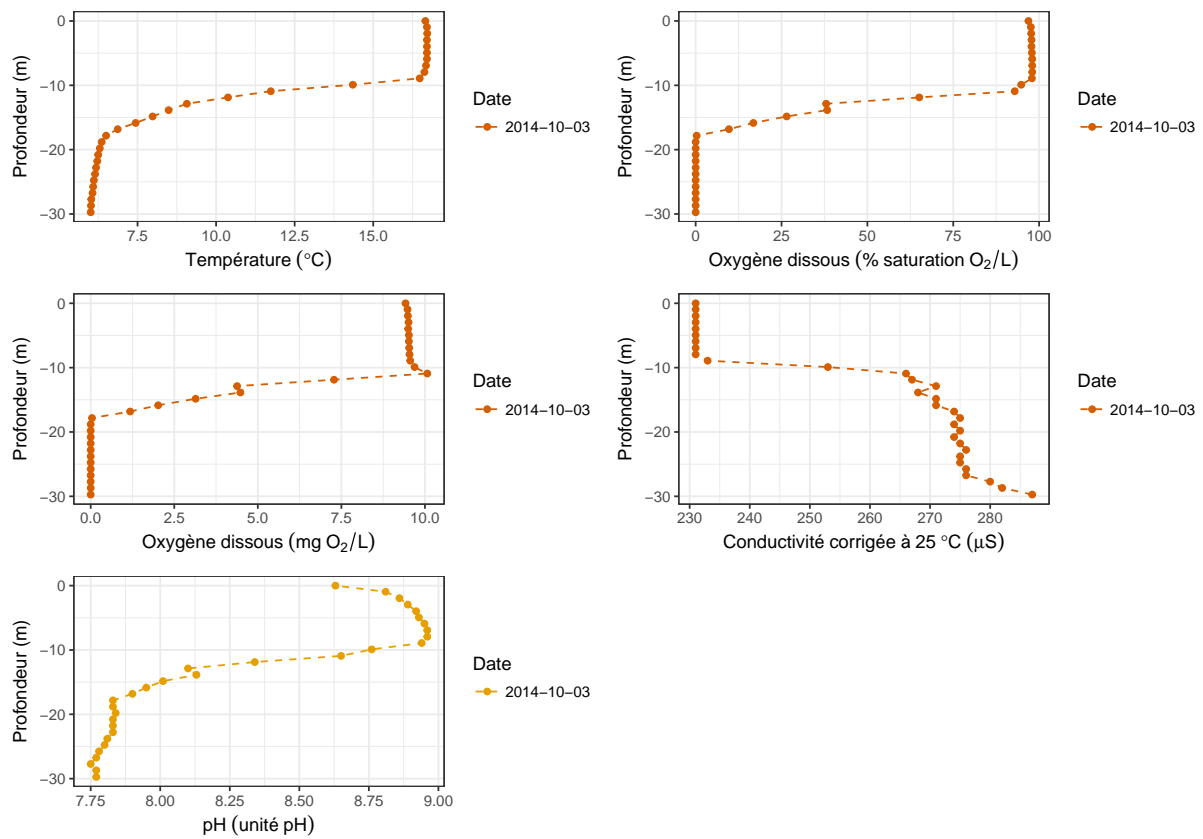 0
−10
−20
−30
Profondeur (m)
7.5 10.0 12.5 15.0
Température (°C)
Date
2014−10−03
0
−10
−20
−30
Profondeur (m)
0 25 50 75 100
Oxygène dissous (% saturation O₂/L)
Date
2014−10−03
0
−10
−20
−30
Profondeur (m)
0.0 2.5 5.0 7.5 10.0
Oxygène dissous (mg O₂/L)
Date
2014−10−03
0
−10
−20
−30
Profondeur (m)
230 240 250 260 270 280
Conductivité corrigée à 25 °C (μS)
Date
2014−10−03
0
−10
−20
−30
Profondeur (m)
7.75 8.00 8.25 8.50 8.75 9.00
pH (unité pH)
Date
2014−10−03